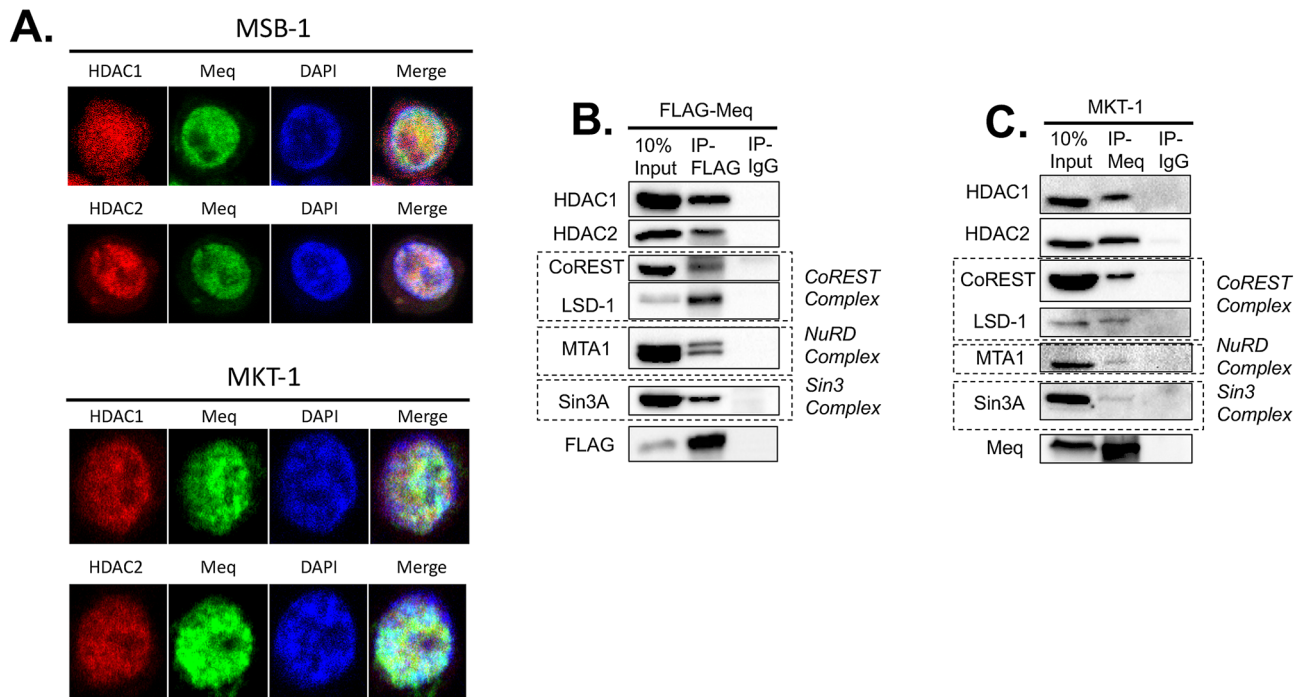 A.
MSB-1
HDAC1 Meq DAPI Merge
HDAC2 Meq DAPI Merge
MKT-1
HDAC1 Meq DAPI Merge
HDAC2 Meq DAPI Merge
B.
FLAG-Meq
10% IP- IP-
Input FLAG IgG
HDAC1
HDAC2
CoREST
LSD-1
CoREST
Complex
MTA1
NuRD
Complex
Sin3A
Sin3
Complex
FLAG
C.
MKT-1
10% IP- IP-
Input Meq IgG
HDAC1
HDAC2
CoREST
LSD-1
CoREST
Complex
MTA1
NuRD
Complex
Sin3A
Sin3
Complex
Meq